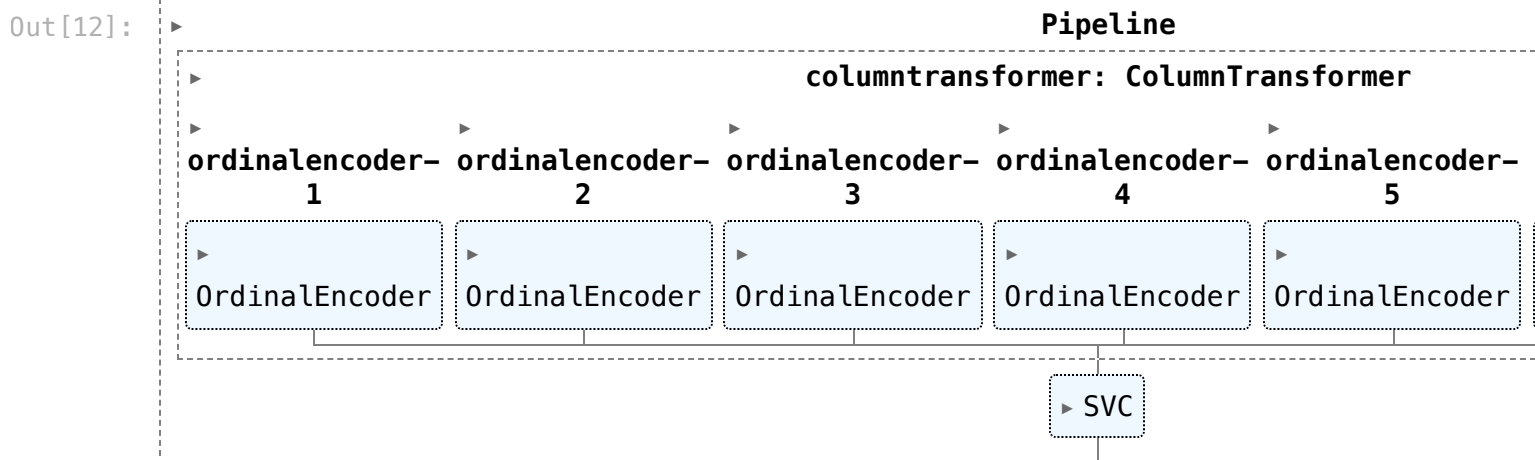 Out[12]:
Pipeline
columntransformer: ColumnTransformer
ordinalencoder-1
ordinalencoder-2
ordinalencoder-3
ordinalencoder-4
ordinalencoder-5
OrdinalEncoder OrdinalEncoder OrdinalEncoder OrdinalEncoder OrdinalEncoder
SVC